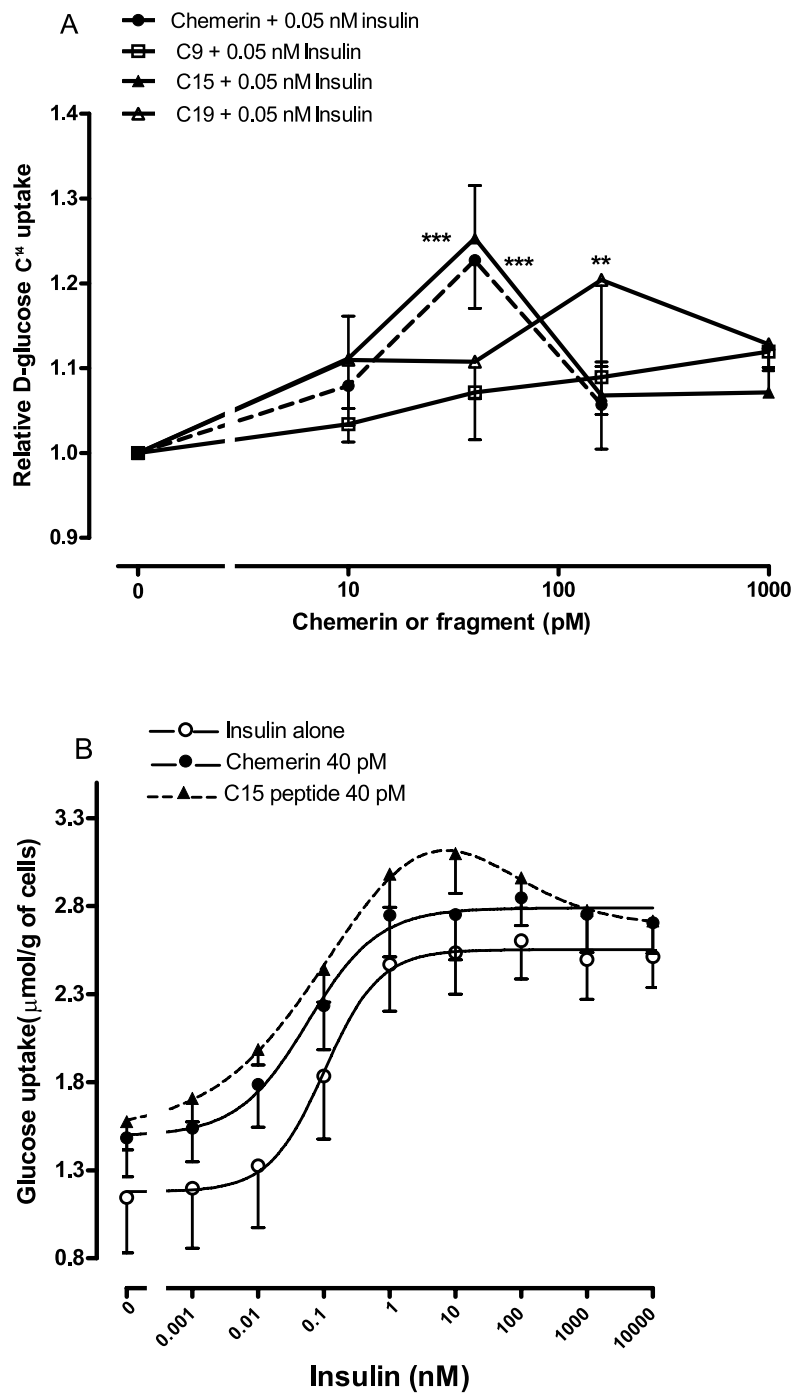 A
Chemerin + 0.05 nM insulin
C9 + 0.05 nM Insulin
C15 + 0.05 nM Insulin
C19 + 0.05 nM Insulin
Relative D-glucose C¹⁴ uptake
1.4
1.3
1.2
1.1
1.0
0.9
***
***
**
0 10 100 1000
Chemerin or fragment (pM)
B
Insulin alone
Chemerin 40 pM
C15 peptide 40 pM
Glucose uptake(μmol/g of cells)
3.3
2.8
2.3
1.8
1.3
0.8
0 0.001 0.01 0.1 1 10 100 1000 10000
Insulin (nM)